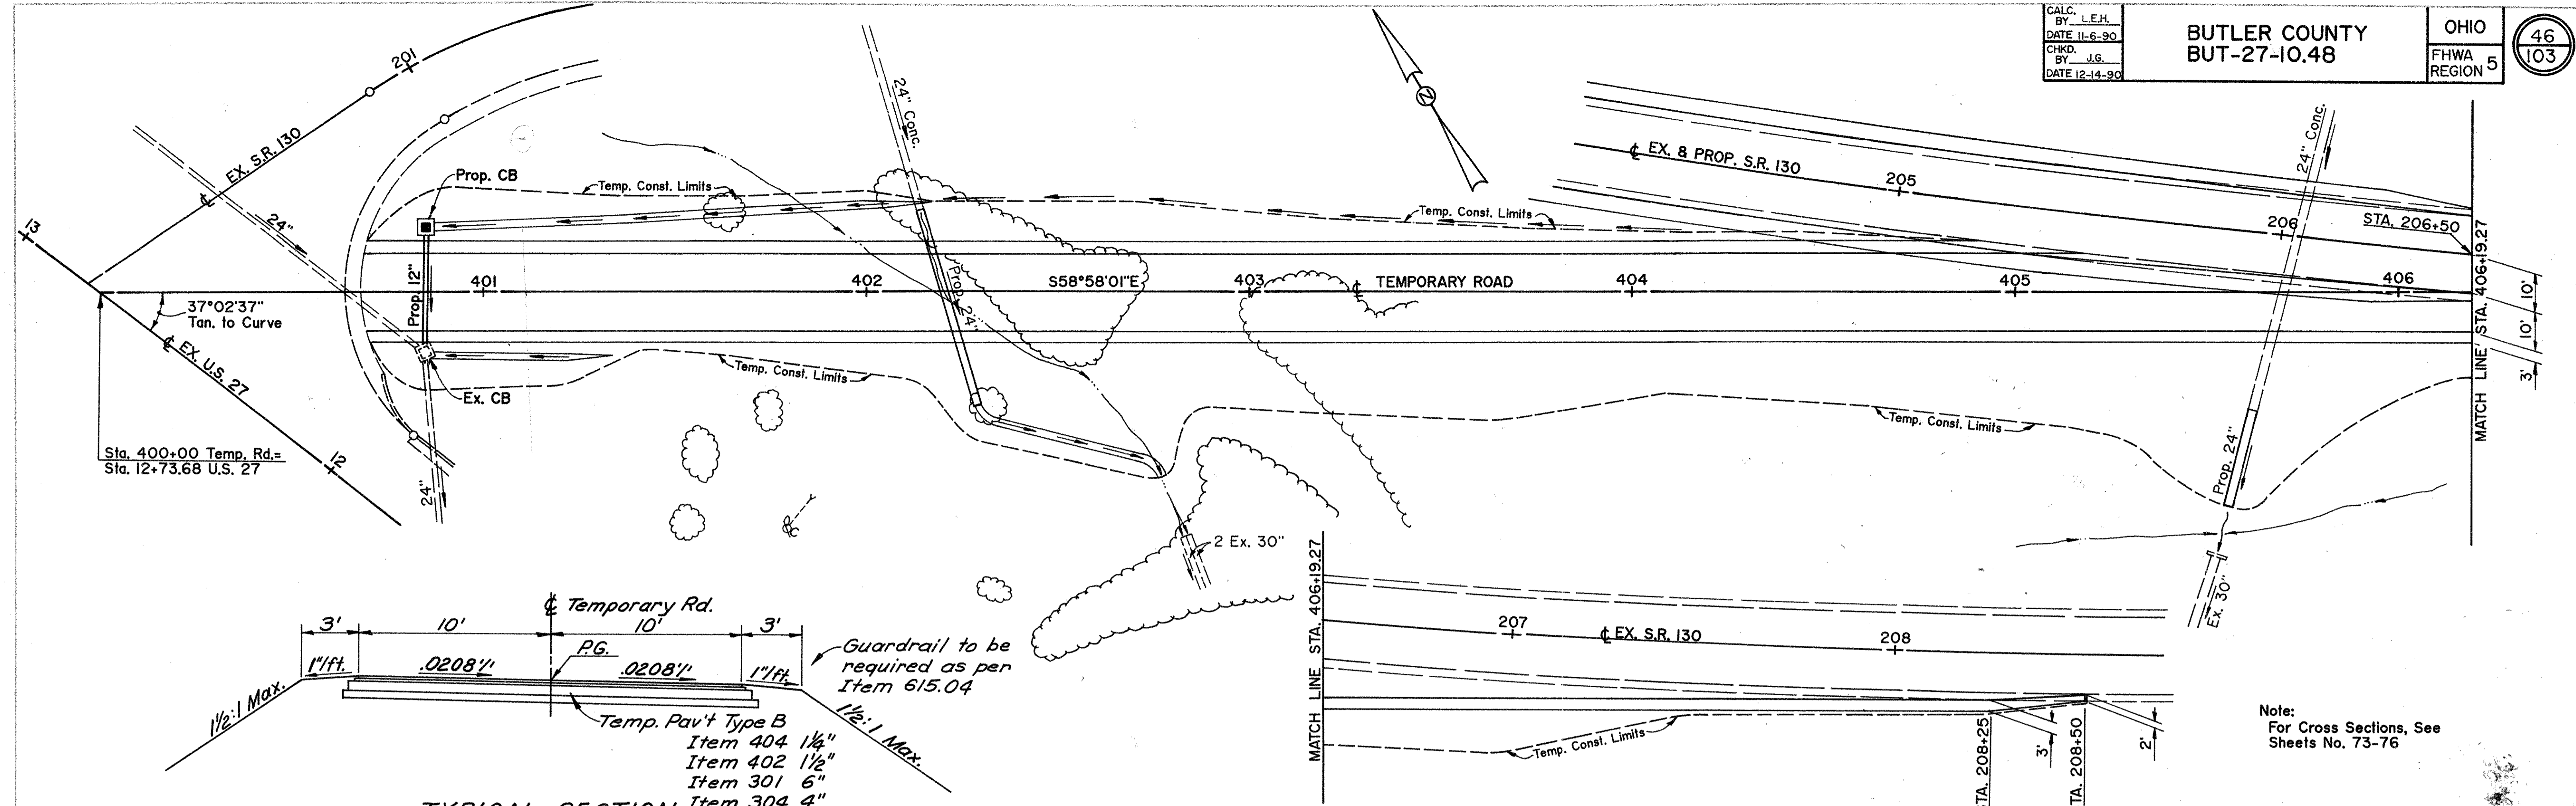 CALC.
BY L.E.H.
DATE 11-6-90
CHKD.
BY J.G.
DATE 12-14-90
BUTLER COUNTY
BUT-27-10.48
OHIO
FHWA
REGION 5
46
103
201
EX. S.R. 130
℄
13
24"
Prop. CB
Temp. Const. Limits
24" Conc.
N
Temp. Const. Limits
℄ EX. & PROP. S.R. 130
205
206
24" Conc.
STA. 206+50
MATCH LINE STA. 406+19.27
10'
10'
3'
Prop. 12"
401
402
Prop. 24"
S58°58'01"E
403
℄ TEMPORARY ROAD
404
405
406
37°02'37"
Tan. to Curve
℄ EX. U.S. 27
12
Sta. 400+00 Temp. Rd.=
Sta. 12+73.68 U.S. 27
Ex. CB
24"
Temp. Const. Limits
Temp. Const. Limits
Prop. 24"
2 Ex. 30"
Ex. 30"
℄ Temporary Rd.
3'
10'
10'
3'
P.G.
1"/ft.
.0208'/'
.0208'/'
1"/ft.
1½:1 Max.
1½:1 Max.
Guardrail to be
required as per
Item 615.04
Temp. Pav't Type B
Item 404 1¼"
Item 402 1½"
Item 301 6"
Item 304 4"
TYPICAL SECTION
MATCH LINE STA. 406+19.27
207
℄ EX. S.R. 130
208
Temp. Const. Limits
STA. 208+25
3'
STA. 208+50
2'
Note:
For Cross Sections, See
Sheets No. 73-76